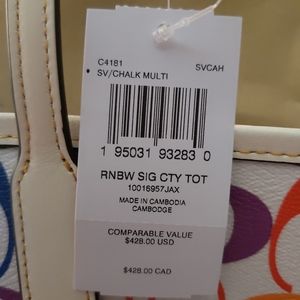 C4181 SVCAH
SV/CHALK MULTI
1 95031 93283 0
RNBW SIG CTY TOT
10016957JAX
MADE IN CAMBODIA
CAMBODGE
COMPARABLE VALUE
$428.00 USD
$428.00 CAD